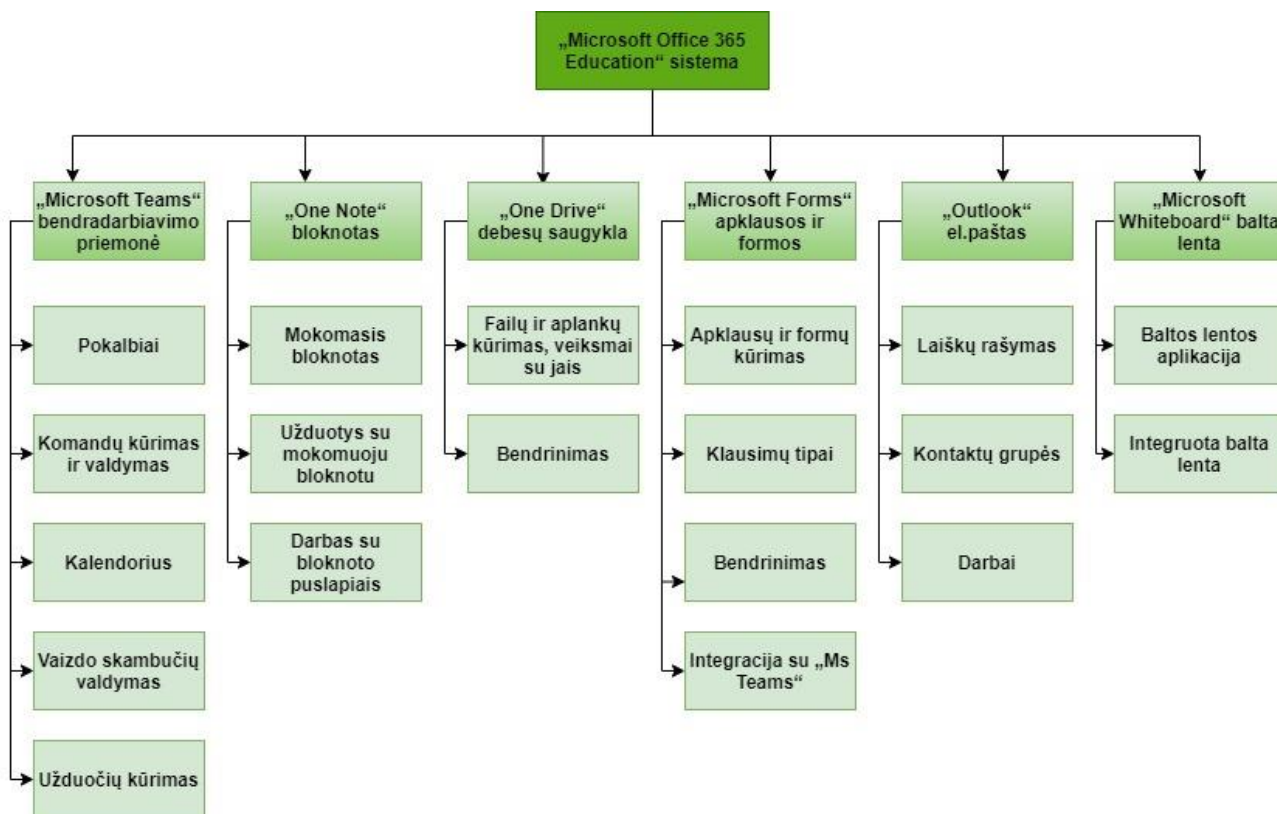 „Microsoft Office 365
Education“ sistema
„Microsoft Teams“
bendradarbiavimo
priemonė
„One Note“
bloknotas
„One Drive“
debesų saugykla
„Microsoft Forms“
apklausos ir
formos
„Outlook“
el.paštas
„Microsoft
Whiteboard“ balta
lenta
Pokalbiai
Komandų kūrimas
ir valdymas
Kalendorius
Vaizdo skambučių
valdymas
Užduočių kūrimas
Mokomasis
bloknotas
Užduotys su
mokomuoju
bloknotu
Darbas su
bloknoto
puslapiais
Failų ir aplankų
kūrimas, veiksmai
su jais
Bendrinimas
Apklausų ir formų
kūrimas
Klausimų tipai
Bendrinimas
Integracija su „Ms
Teams“
Laiškų rašymas
Kontaktų grupės
Darbai
Baltos lentos
aplikacija
Integruota balta
lenta